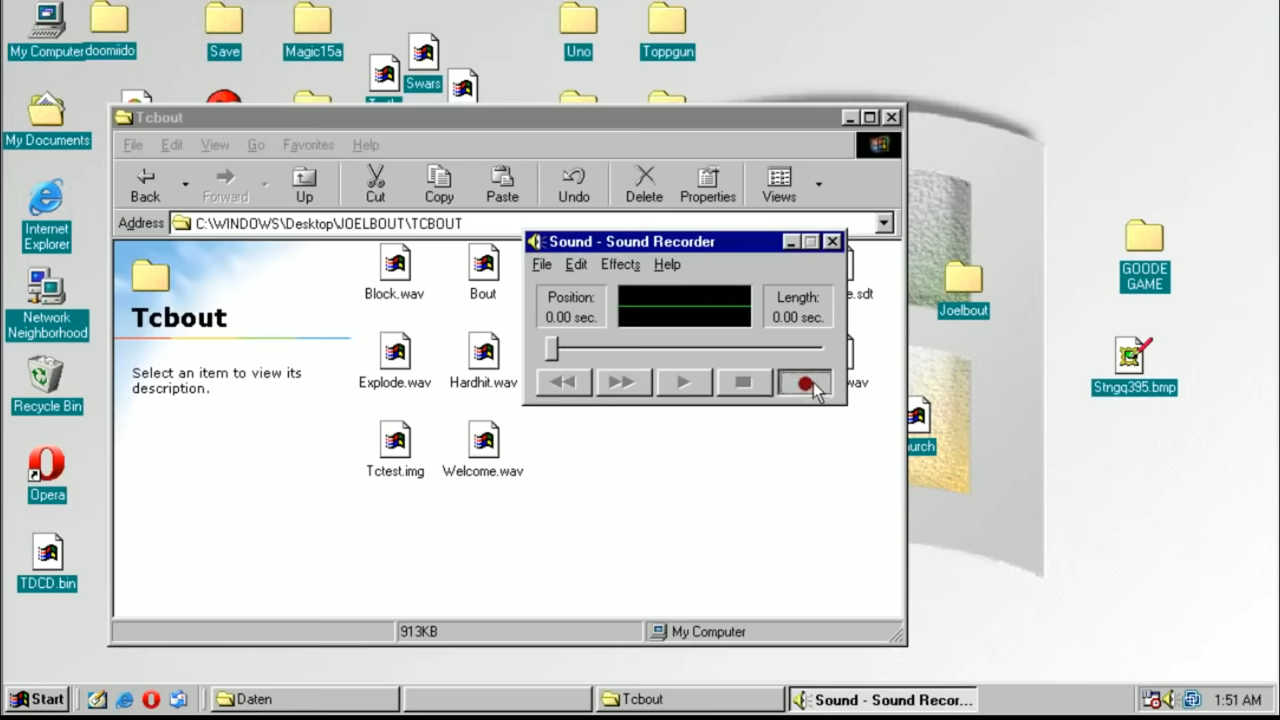 My Computer
doomiido
Save
Magic15a
Uno
Toppgun
Swars
My Documents
Internet
Explorer
Network
Neighborhood
Recycle Bin
Opera
TDCD.bin
Tcbout
File Edit View Go Favorites Help
Back Forward Up Cut Copy Paste Undo Delete Properties Views
Address C:\WINDOWS\Desktop\JOELBOUT\TCBOUT
Tcbout
Select an item to view its
description.
Block.wav
Bout
Explode.wav
Hardhit.wav
Tctest.img
Welcome.wav
913KB
My Computer
Sound - Sound Recorder
File Edit Effects Help
Position:
0.00 sec.
Length:
0.00 sec.
Joelbout
GOODE
GAME
Stngq395.bmp
Start
Daten
Tcbout
Sound - Sound Recor...
1:51 AM